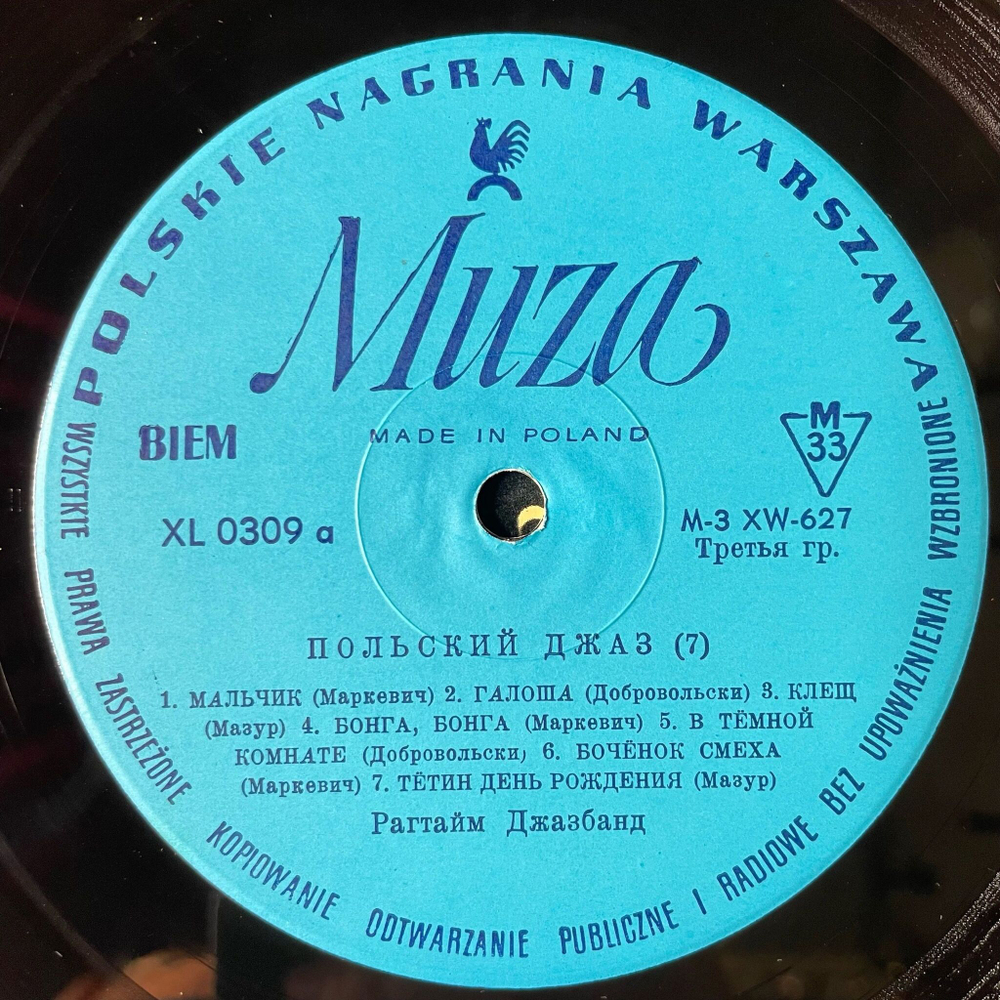 POLSKIE NAGRANIA WARSZAWA
Muza
MADE IN POLAND
BIEM
M
33
XL 0309 a
M-3 XW-627
Третья гр.
ПОЛЬСКИЙ ДЖАЗ (7)
1. МАЛЬЧИК (Маркевич) 2. ГАЛОША (Добровольски) 3. КЛЕЩ
(Мазур) 4. БОНГА, БОНГА (Маркевич) 5. В ТЁМНОЙ
КОМНАТЕ (Добровольски) 6. БОЧЁНОК СМЕХА
(Маркевич) 7. ТЁТИН ДЕНЬ РОЖДЕНИЯ (Мазур)
Рагтайм Джазбанд
WSZYSTKIE PRAWA ZASTRZEŻONE KOPIOWANIE ODTWARZANIE PUBLICZNE I RADIOWE BEZ UPOWAŻNIENIA WZBRONIONE